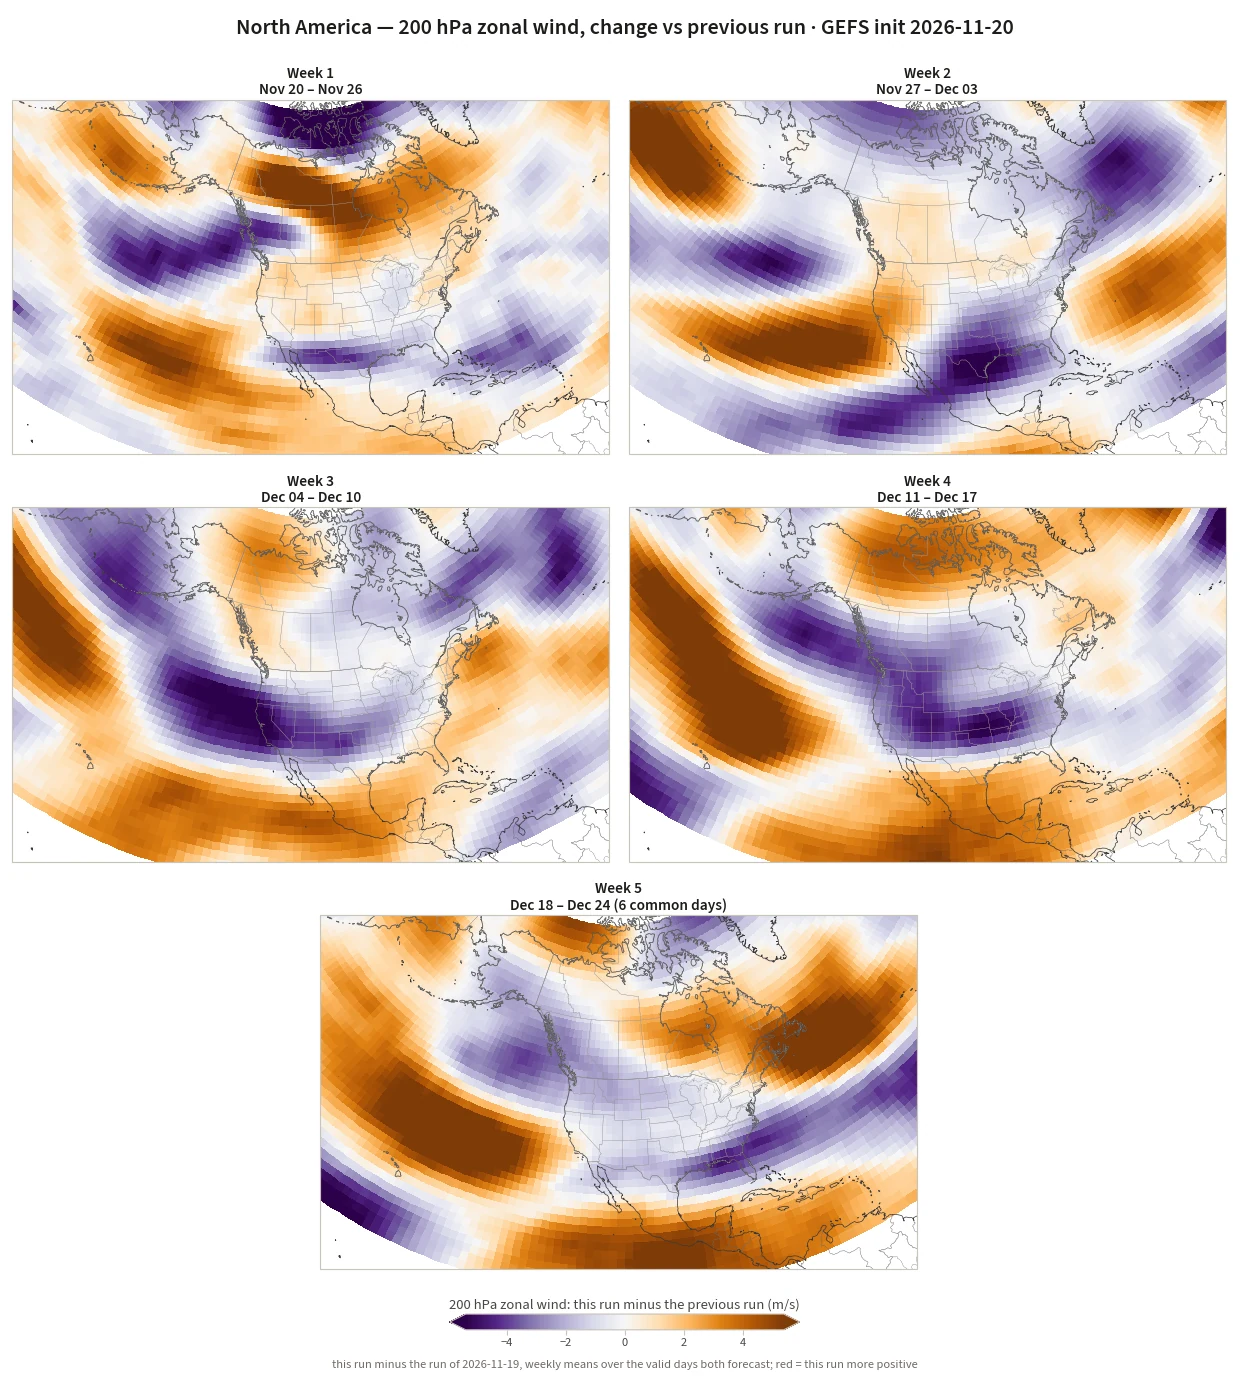 North America — 200 hPa zonal wind, change vs previous run · GEFS init 2026-11-20
Week 1
Nov 20 – Nov 26
Week 2
Nov 27 – Dec 03
Week 3
Dec 04 – Dec 10
Week 4
Dec 11 – Dec 17
Week 5
Dec 18 – Dec 24 (6 common days)
200 hPa zonal wind: this run minus the previous run (m/s)
−4 −2 0 2 4
this run minus the run of 2026-11-19, weekly means over the valid days both forecast; red = this run more positive